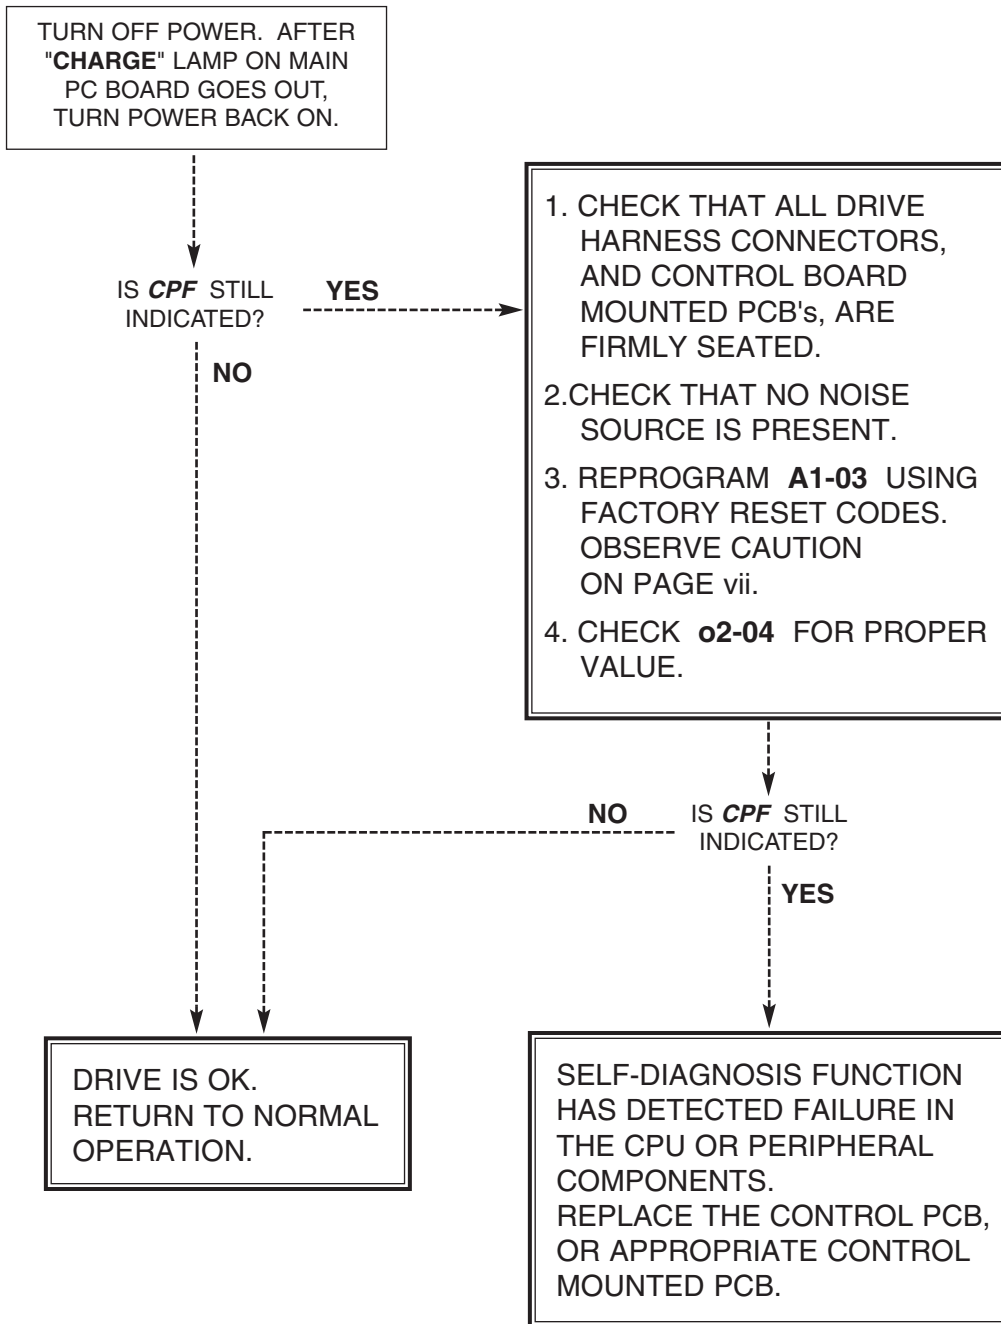 TURN OFF POWER. AFTER
"CHARGE" LAMP ON MAIN
PC BOARD GOES OUT,
TURN POWER BACK ON.
IS CPF STILL
INDICATED?
YES
NO
1. CHECK THAT ALL DRIVE
HARNESS CONNECTORS,
AND CONTROL BOARD
MOUNTED PCB's, ARE
FIRMLY SEATED.
2.CHECK THAT NO NOISE
SOURCE IS PRESENT.
3. REPROGRAM A1-03 USING
FACTORY RESET CODES.
OBSERVE CAUTION
ON PAGE vii.
4. CHECK o2-04 FOR PROPER
VALUE.
IS CPF STILL
INDICATED?
NO
YES
DRIVE IS OK.
RETURN TO NORMAL
OPERATION.
SELF-DIAGNOSIS FUNCTION
HAS DETECTED FAILURE IN
THE CPU OR PERIPHERAL
COMPONENTS.
REPLACE THE CONTROL PCB,
OR APPROPRIATE CONTROL
MOUNTED PCB.